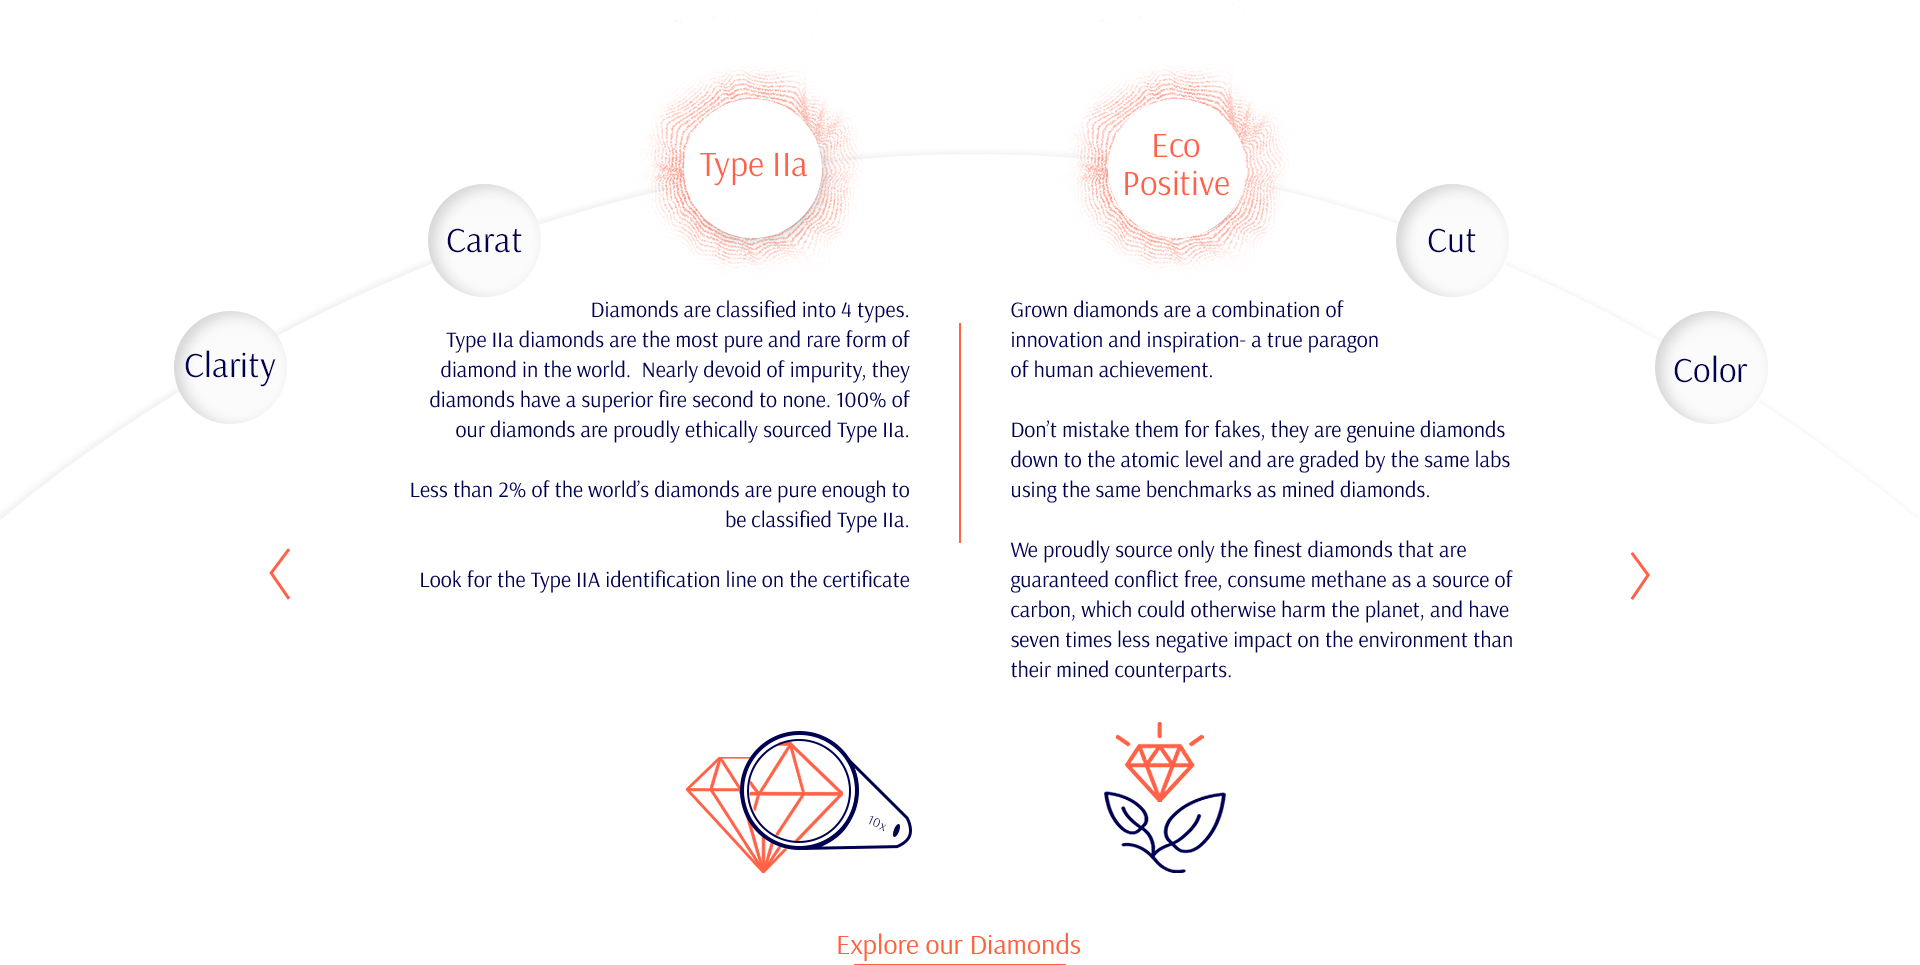 Type IIa
Eco
Positive
Carat
Cut
Clarity
Color
Diamonds are classified into 4 types.
Type IIa diamonds are the most pure and rare form of
diamond in the world.  Nearly devoid of impurity, they
diamonds have a superior fire second to none. 100% of
our diamonds are proudly ethically sourced Type IIa.
Less than 2% of the world’s diamonds are pure enough to
be classified Type IIa.
Look for the Type IIA identification line on the certificate
Grown diamonds are a combination of
innovation and inspiration- a true paragon
of human achievement.
Don’t mistake them for fakes, they are genuine diamonds
down to the atomic level and are graded by the same labs
using the same benchmarks as mined diamonds.
We proudly source only the finest diamonds that are
guaranteed conflict free, consume methane as a source of
carbon, which could otherwise harm the planet, and have
seven times less negative impact on the environment than
their mined counterparts.
10x
Explore our Diamonds